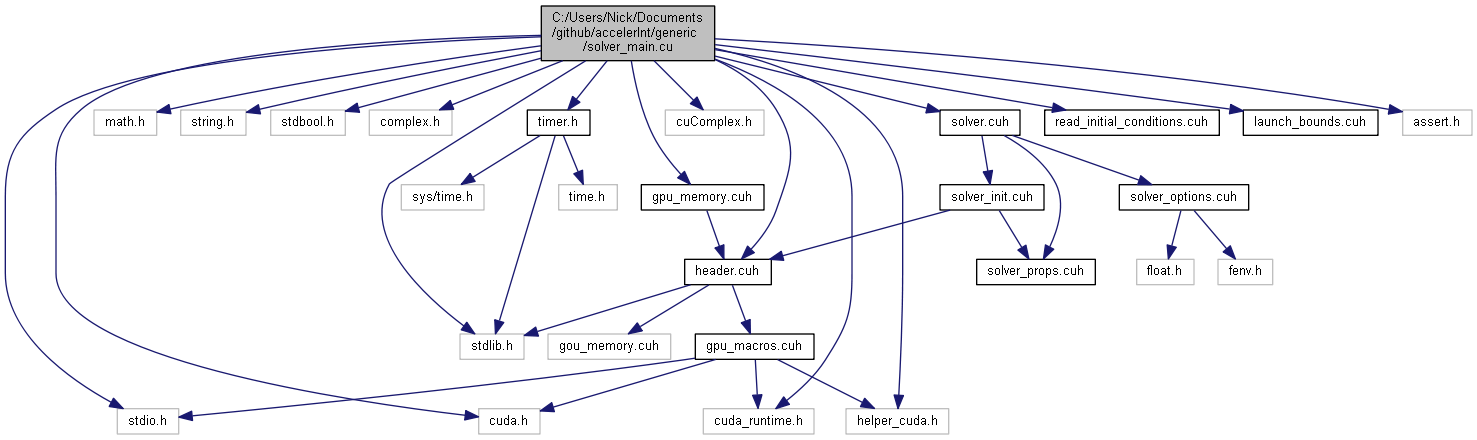 C:/Users/Nick/Documents
/github/accelerInt/generic
/solver_main.cu
math.h
string.h
stdbool.h
complex.h
timer.h
cuComplex.h
solver.cuh
read_initial_conditions.cuh
launch_bounds.cuh
assert.h
sys/time.h
time.h
gpu_memory.cuh
solver_init.cuh
solver_options.cuh
header.cuh
solver_props.cuh
float.h
fenv.h
stdlib.h
gou_memory.cuh
gpu_macros.cuh
stdio.h
cuda.h
cuda_runtime.h
helper_cuda.h